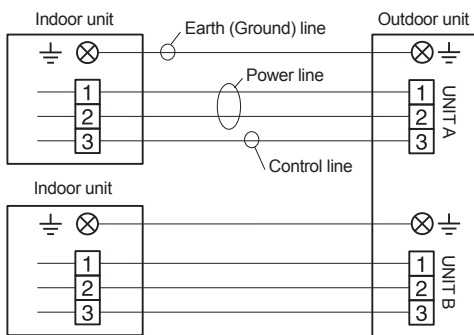 Indoor unit
Outdoor unit
Earth (Ground) line
Power line
1
2
3
1
2
3
UNIT A
Control line
Indoor unit
1
2
3
1
2
3
UNIT B